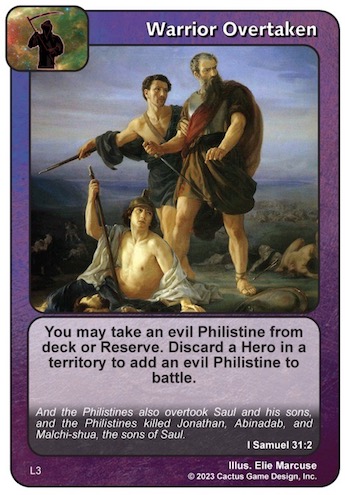 Warrior Overtaken
You may take an evil Philistine from
deck or Reserve. Discard a Hero in a
territory to add an evil Philistine to
battle.
And the Philistines also overtook Saul and his sons,
and the Philistines killed Jonathan, Abinadab, and
Malchi-shua, the sons of Saul.
I Samuel 31:2
L3
Illus. Elie Marcuse
© 2023 Cactus Game Design, Inc.